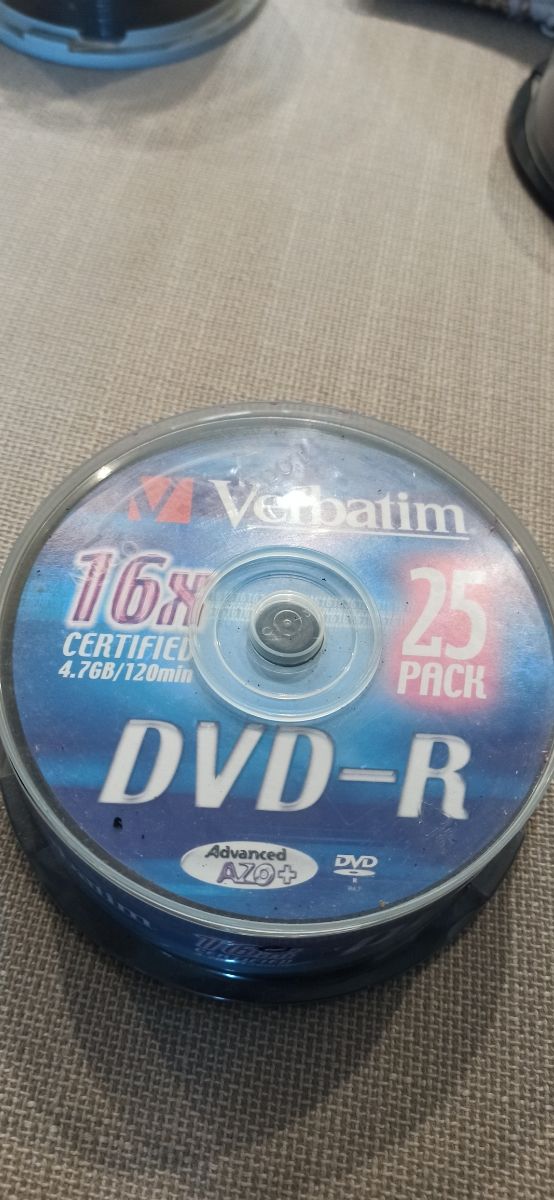 Verbatim
16x
CERTIFIED
4.7GB/120min
25
PACK
DVD-R
Advanced
AZO+
DVD
R